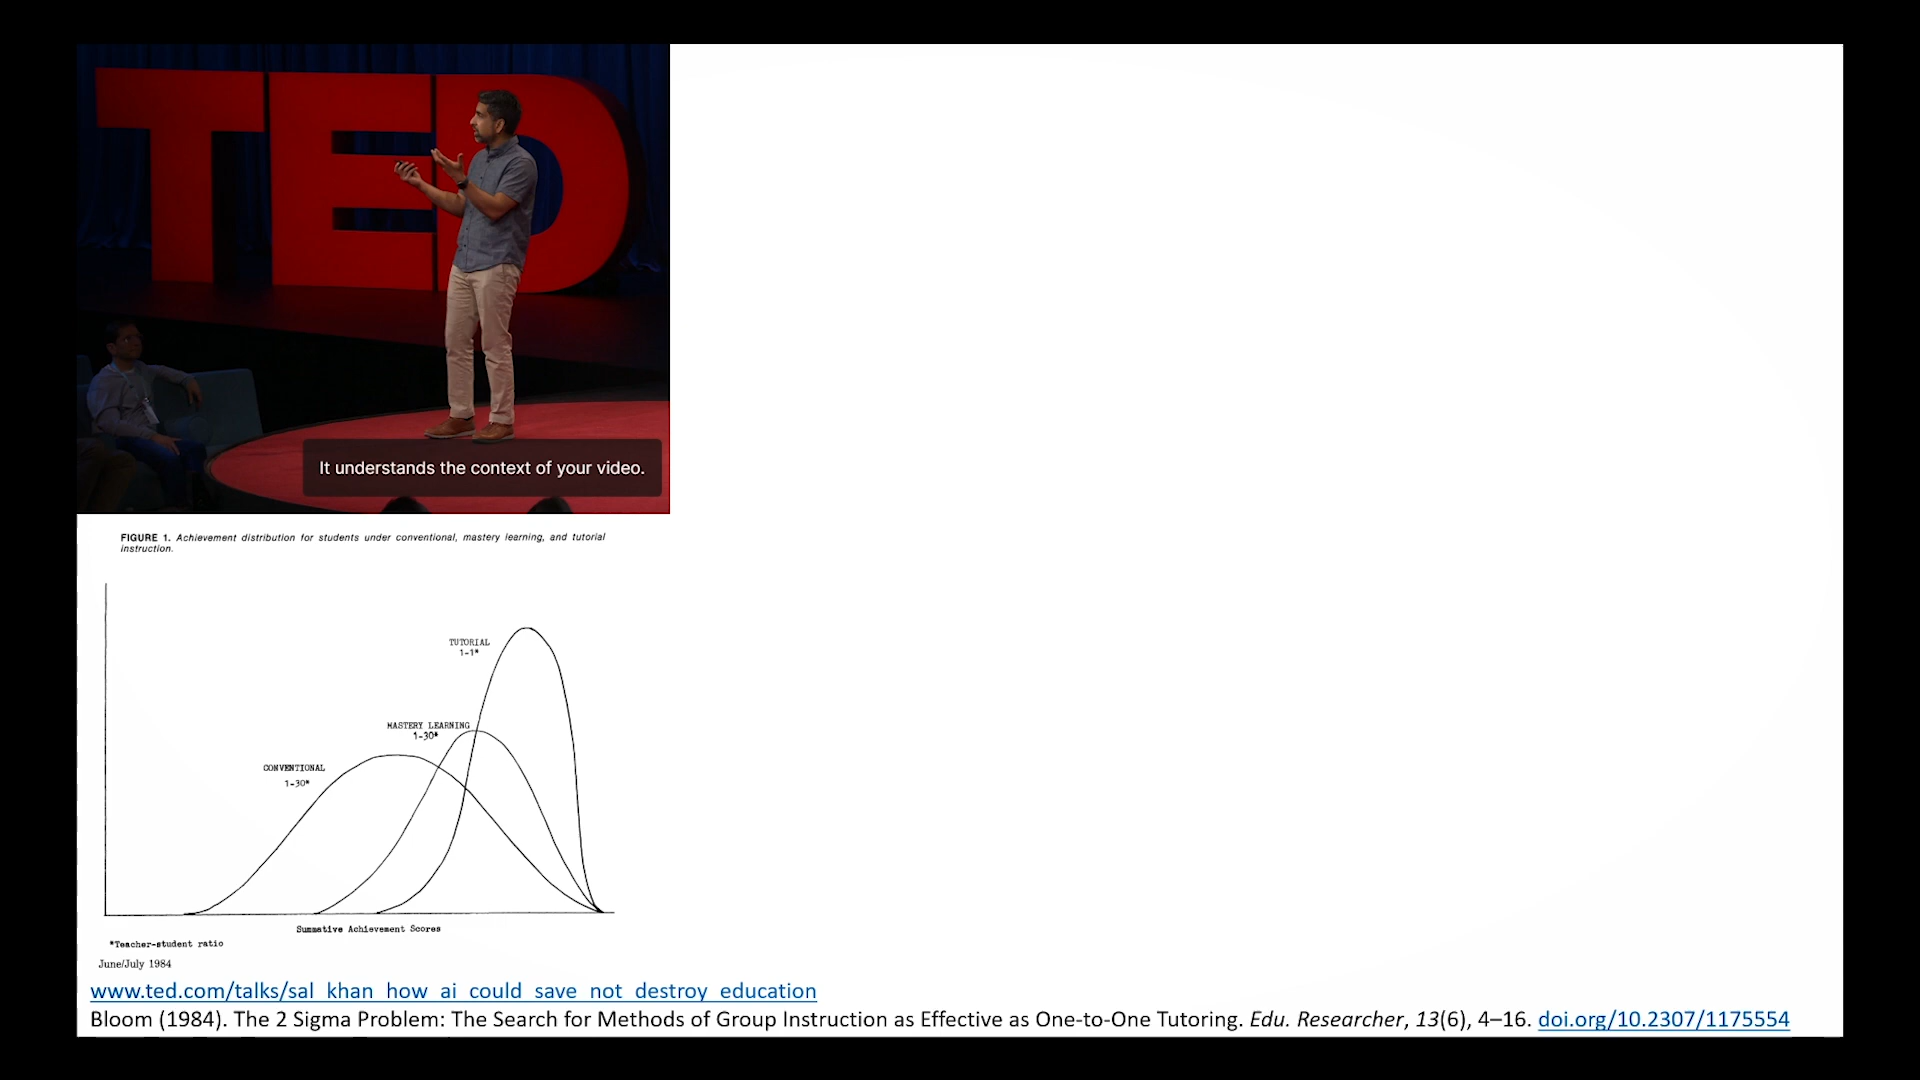 TED
It understands the context of your video.
FIGURE 1. Achievement distribution for students under conventional, mastery learning, and tutorial
instruction.
TUTORIAL
1-1*
MASTERY LEARNING
1-30*
CONVENTIONAL
1-30*
Summative Achievement Scores
*Teacher-student ratio
June/July 1984
www.ted.com/talks/sal_khan_how_ai_could_save_not_destroy_education
Bloom (1984). The 2 Sigma Problem: The Search for Methods of Group Instruction as Effective as One-to-One Tutoring. Edu. Researcher, 13(6), 4–16. doi.org/10.2307/1175554